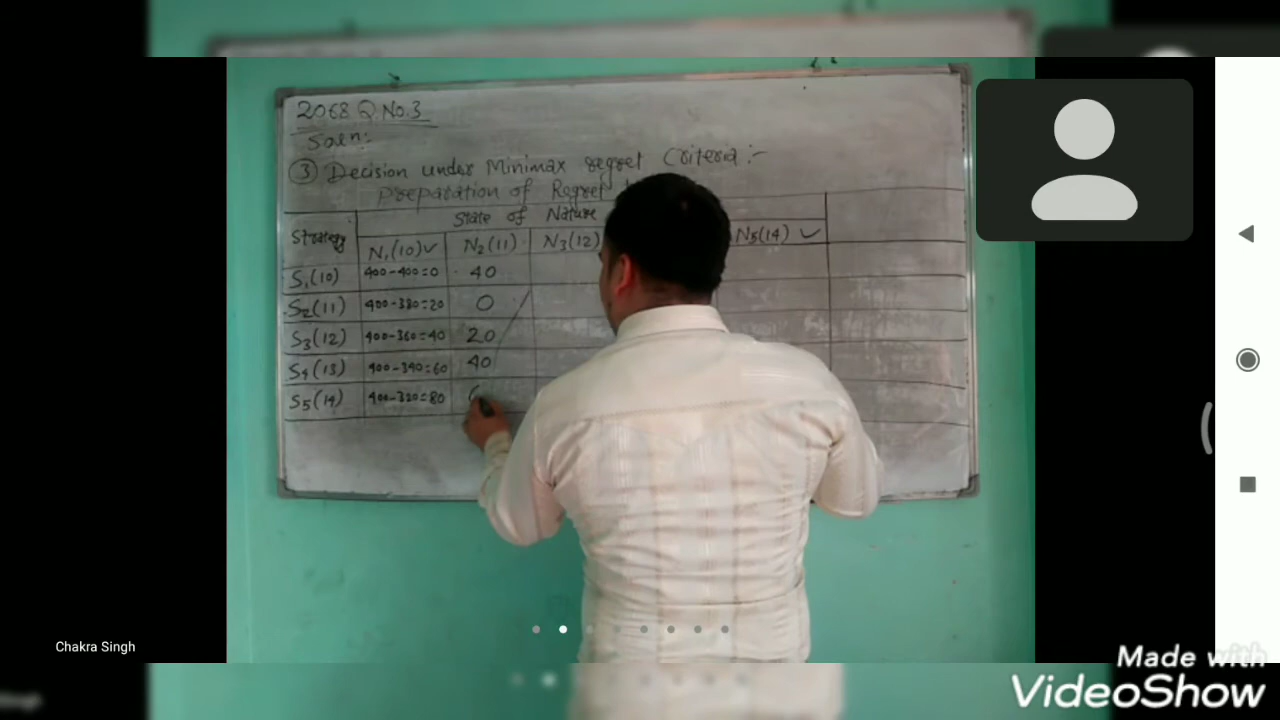 2068 Q.No.3
Soln:
③ Decision under Minimax regret Criteria :-
Preparation of Regret
Strategy State of Nature
N₁(10)✓ N₂(11) N₃(12) N₅(14) ✓
S₁(10) 400-400=0 40
S₂(11) 400-380=20 0
S₃(12) 400-360=40 20
S₄(13) 400-340=60 40
S₅(14) 400-320=80
Chakra Singh
Made with
VideoShow